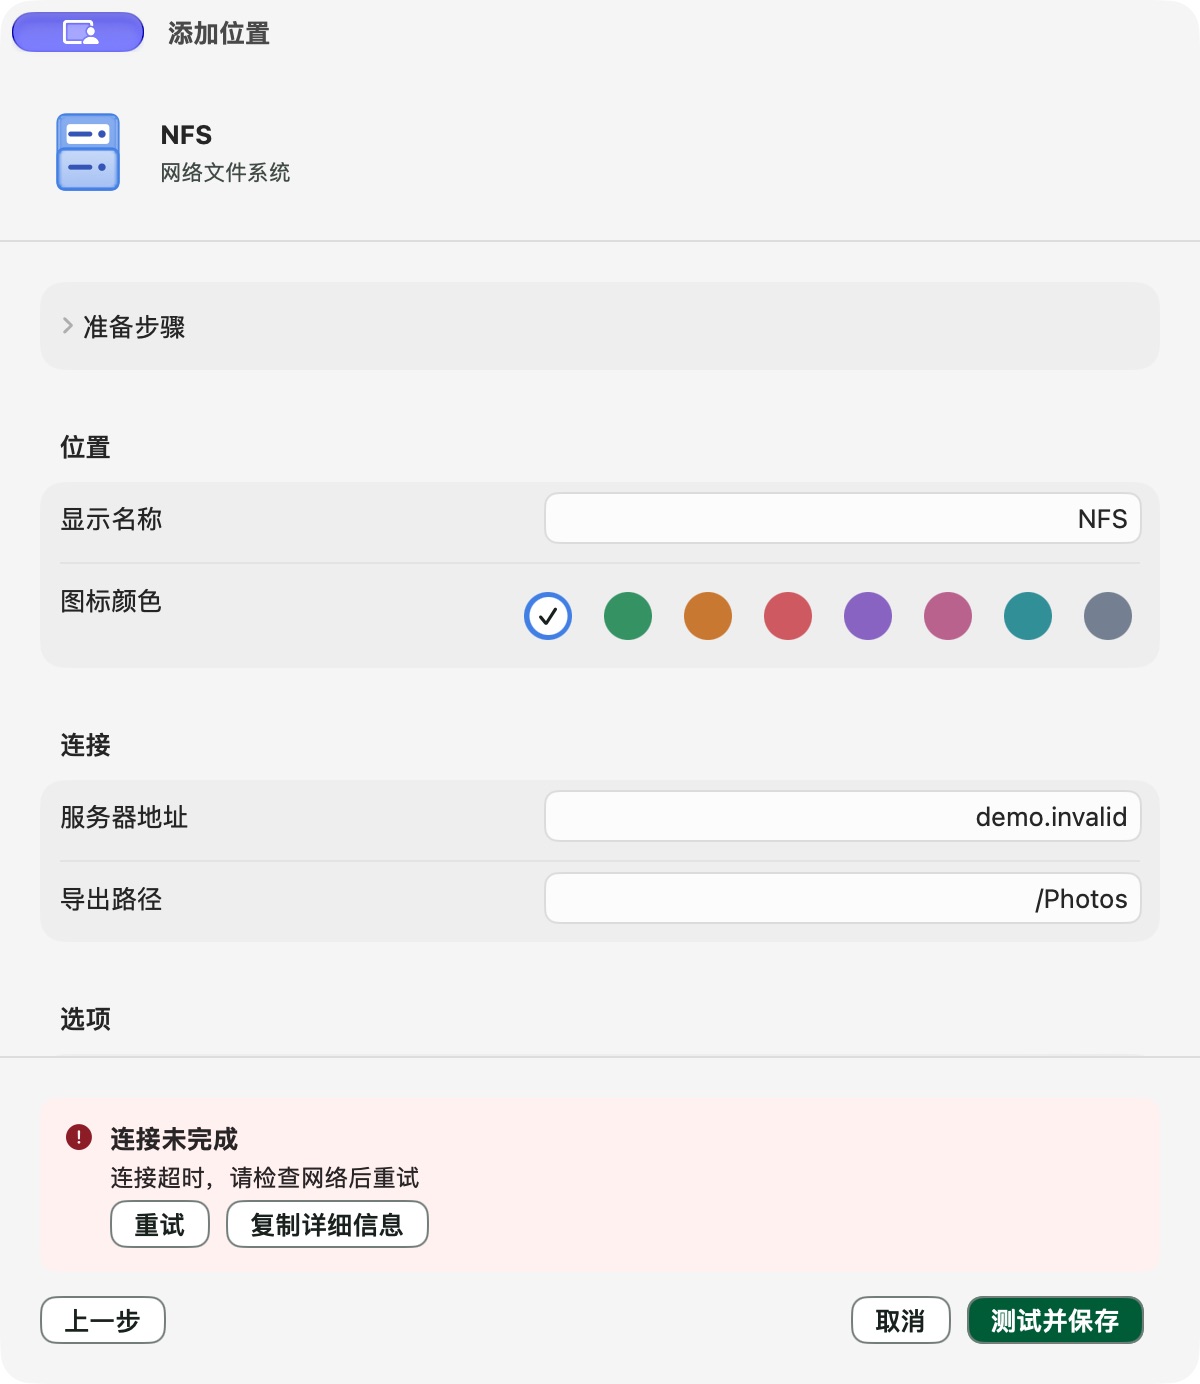 添加位置
NFS
网络文件系统
准备步骤
位置
显示名称
NFS
图标颜色
连接
服务器地址
demo.invalid
导出路径
/Photos
选项
连接未完成
连接超时，请检查网络后重试
重试
复制详细信息
上一步
取消
测试并保存